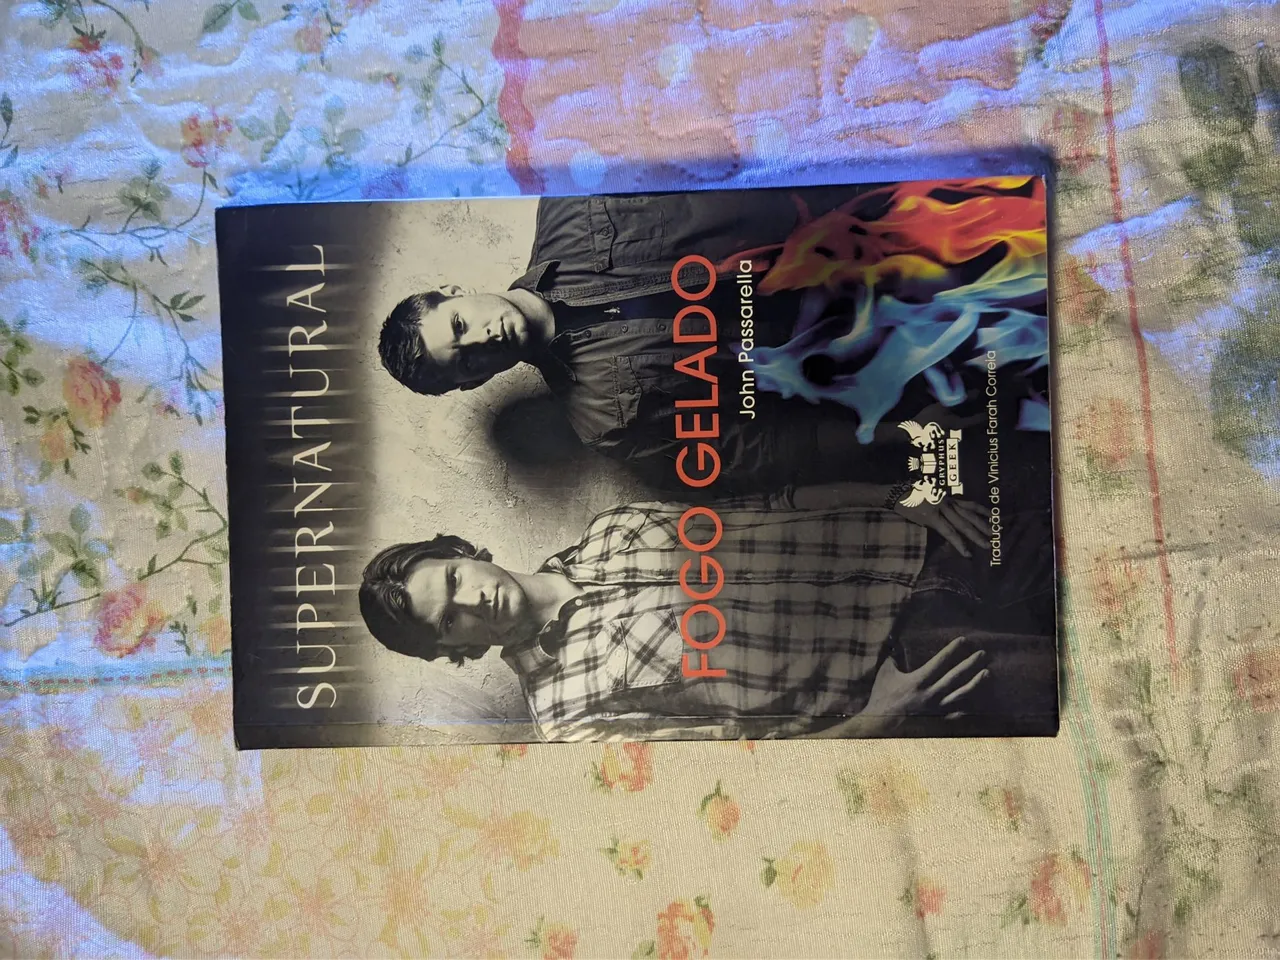 SUPERNATURAL
FOGO GELADO
John Passarella
GRYPHUS
GEEK
Tradução de Vinicius Farah Correia